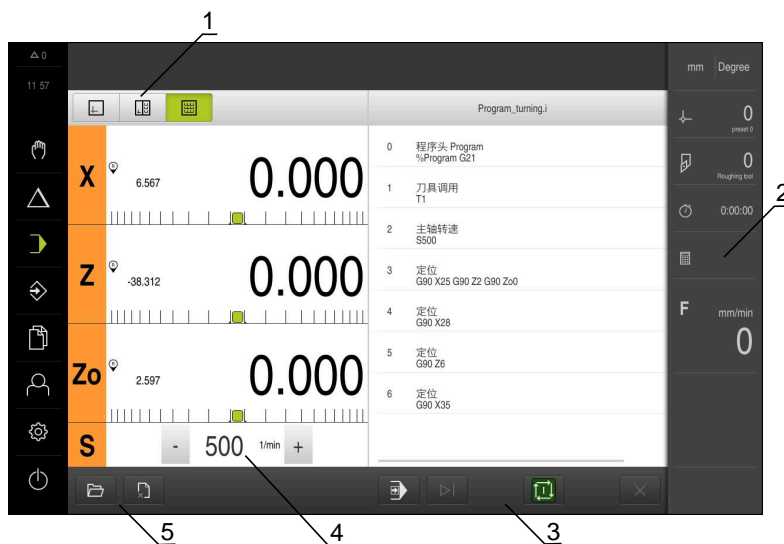 1
△ 0
11 57
mm Degree
Program_turning.i
X
R
6.567
0.000
Z
R
-38.312
0.000
Zo
R
2.597
0.000
S
- 500 1/min +
0 程序头 Program
%Program G21
1 刀具调用
T1
2 主轴转速
S500
3 定位
G90 X25 G90 Z2 G90 Zo0
4 定位
G90 X28
5 定位
G90 Z6
6 定位
G90 X35
0
preset 0
0
Roughing tool
0:00:00
2
F mm/min
0
5
4
3